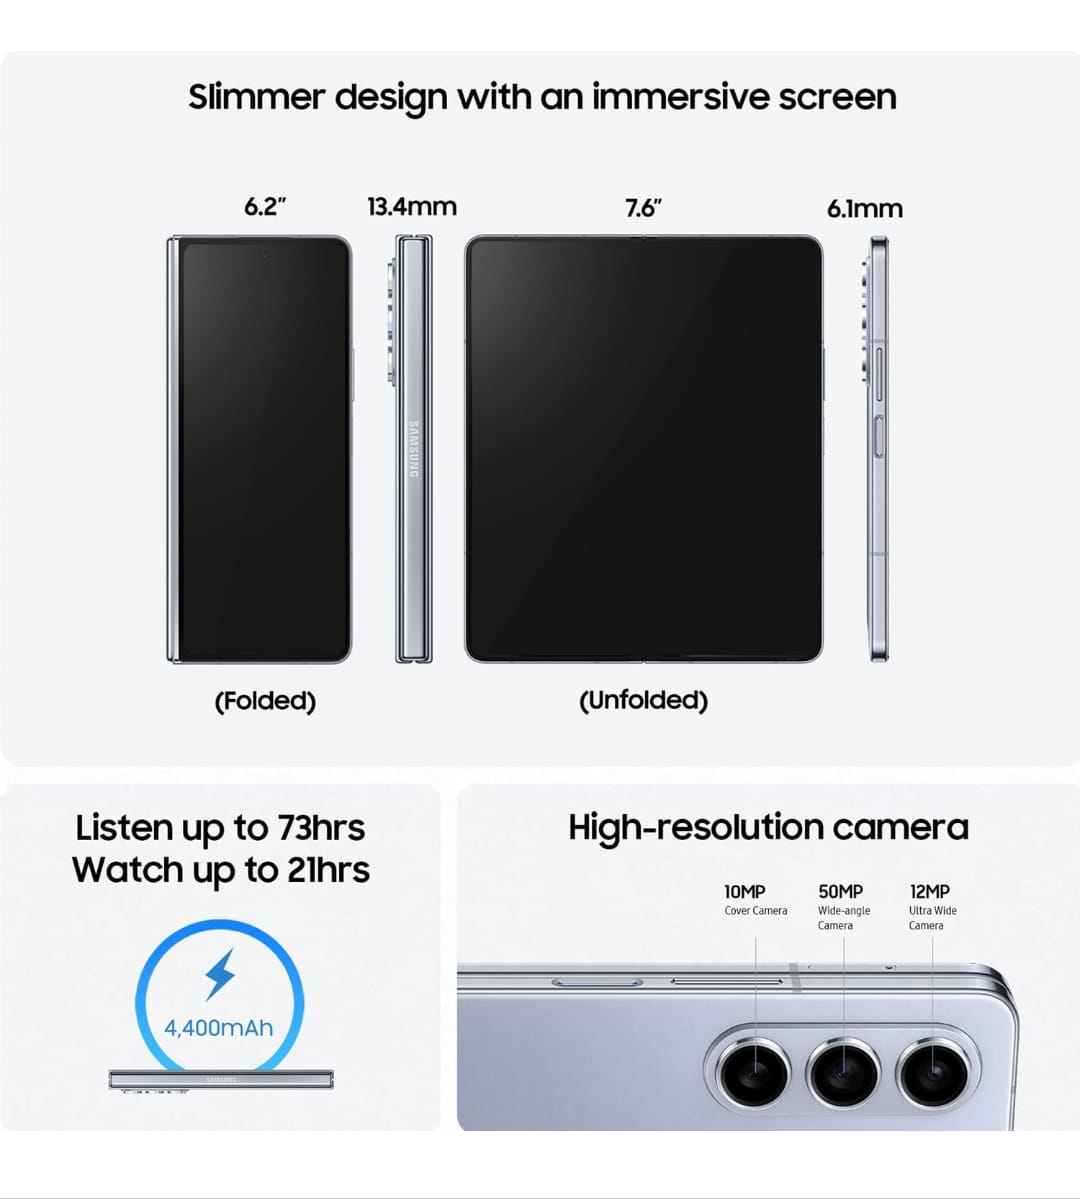 Slimmer design with an immersive screen
6.2″
13.4mm
7.6″
6.1mm
SAMSUNG
(Folded)
(Unfolded)
Listen up to 73hrs
Watch up to 21hrs
4,400mAh
SAMSUNG
High-resolution camera
10MP
Cover Camera
50MP
Wide-angle
Camera
12MP
Ultra Wide
Camera